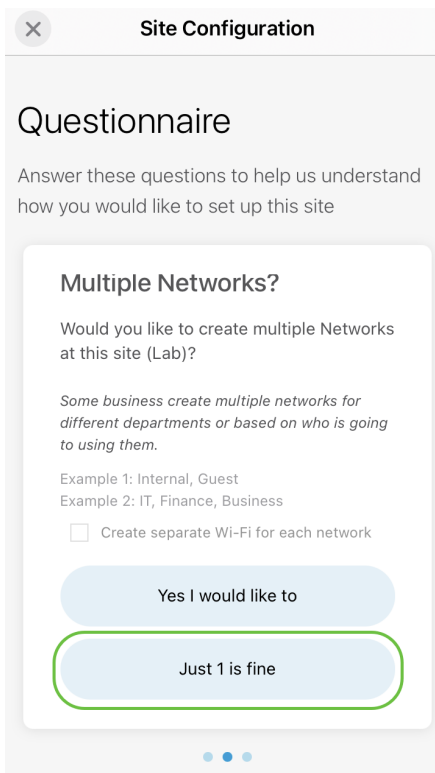 Site Configuration
Questionnaire
Answer these questions to help us understand
how you would like to set up this site
Multiple Networks?
Would you like to create multiple Networks
at this site (Lab)?
Some business create multiple networks for
different departments or based on who is going
to using them.
Example 1: Internal, Guest
Example 2: IT, Finance, Business
Create separate Wi-Fi for each network
Yes I would like to
Just 1 is fine